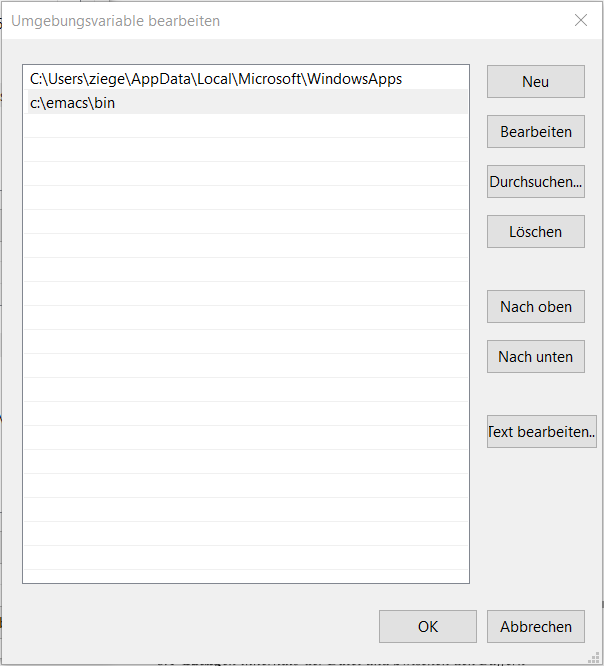 Umgebungsvariable bearbeiten
C:\Users\ziege\AppData\Local\Microsoft\WindowsApps
c:\emacs\bin
Neu
Bearbeiten
Durchsuchen...
Löschen
Nach oben
Nach unten
Text bearbeiten..
OK
Abbrechen